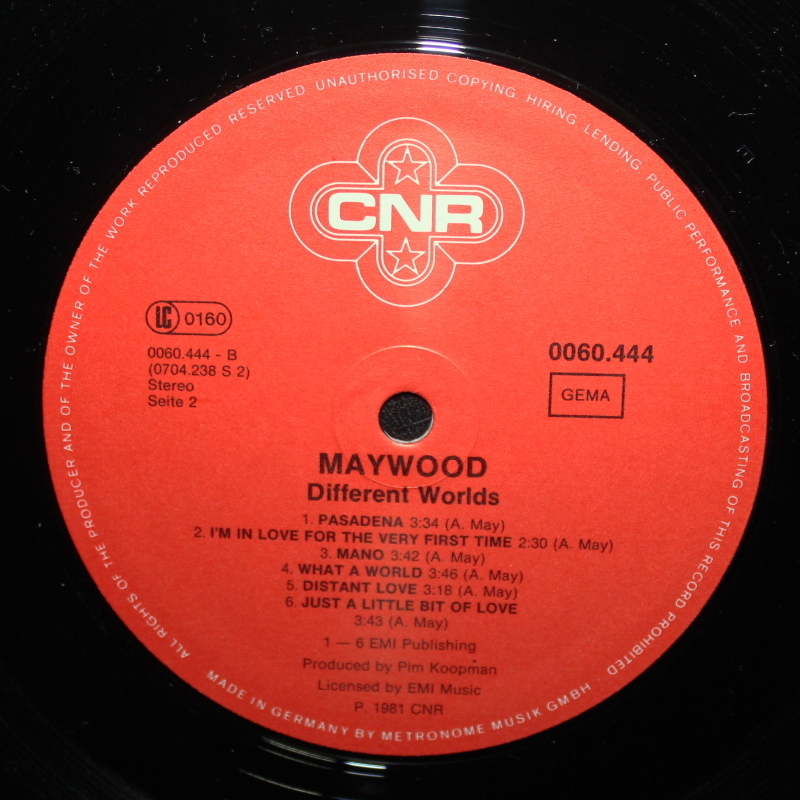 ALL RIGHTS OF THE PRODUCER AND OF THE OWNER OF THE WORK REPRODUCED RESERVED UNAUTHORISED COPYING, HIRING, LENDING, PUBLIC PERFORMANCE AND BROADCASTING OF THIS RECORD PROHIBITED
CNR
LC 0160
0060.444 - B
(0704.238 S 2)
Stereo
Seite 2
0060.444
GEMA
MAYWOOD
Different Worlds
1. PASADENA 3:34 (A. May)
2. I'M IN LOVE FOR THE VERY FIRST TIME 2:30 (A. May)
3. MANO 3:42 (A. May)
4. WHAT A WORLD 3:46 (A. May)
5. DISTANT LOVE 3:18 (A. May)
6. JUST A LITTLE BIT OF LOVE
3:43 (A. May)
1 — 6 EMI Publishing
Produced by Pim Koopman
Licensed by EMI Music
P. 1981 CNR
MADE IN GERMANY BY METRONOME MUSIK GMBH